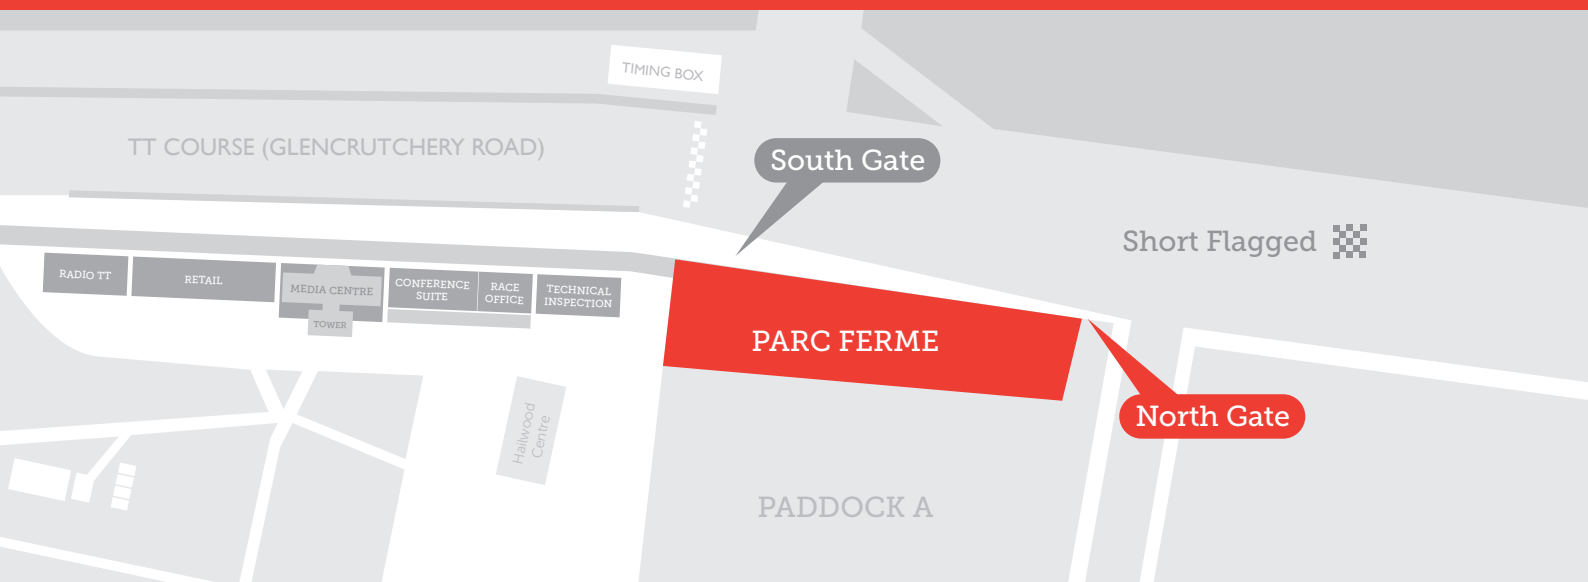 TIMING BOX
TT COURSE (GLENCRUTCHERY ROAD)
South Gate
Short Flagged
RADIO TT
RETAIL
MEDIA CENTRE
TOWER
CONFERENCE
SUITE
RACE
OFFICE
TECHNICAL
INSPECTION
PARC FERME
North Gate
Hailwood
Centre
PADDOCK A